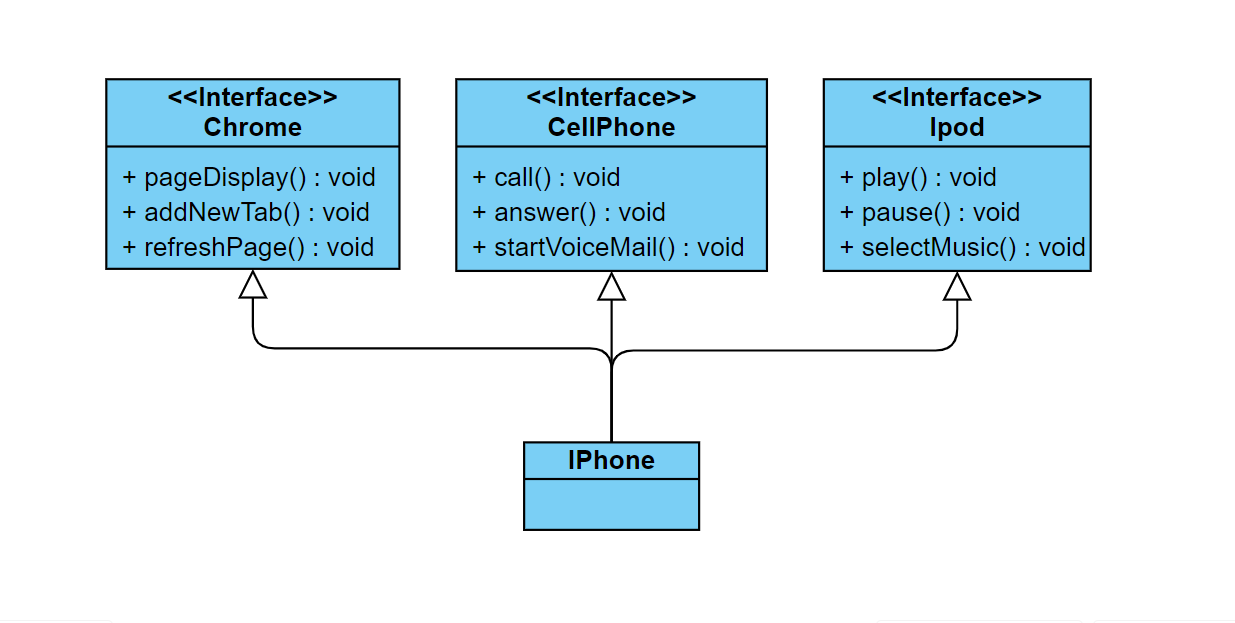 <<Interface>>
Chrome
+ pageDisplay() : void
+ addNewTab() : void
+ refreshPage() : void
<<Interface>>
CellPhone
+ call() : void
+ answer() : void
+ startVoiceMail() : void
<<Interface>>
Ipod
+ play() : void
+ pause() : void
+ selectMusic() : void
IPhone